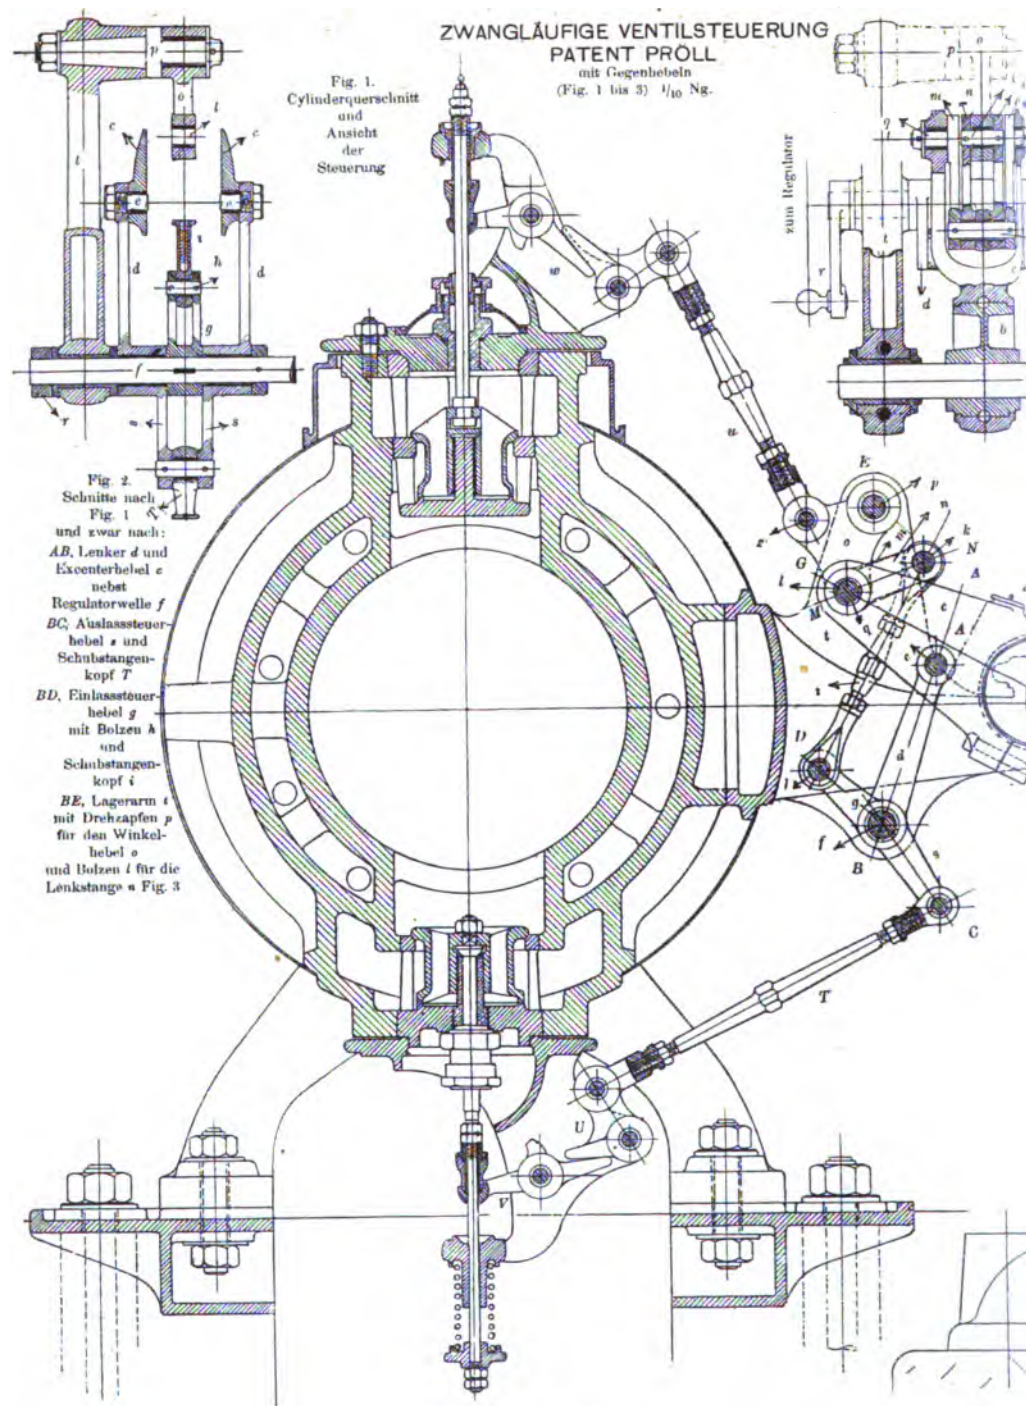 ZWANGLÄUFIGE VENTILSTEUERUNG
PATENT PRÖLL
mit Gegenhebeln
(Fig. 1 bis 3) 1/10 Ng.
Fig. 1.
Cylinderquerschnitt
und
Ansicht
der
Steuerung
zum Regulator
Fig. 2.
Schnitte nach
Fig. 1
und zwar nach:
AB, Lenker d und
Excenterhebel c
nebst
Regulatorwelle f
BC, Auslasssteuer-
hebel s und
Schubstangen-
kopf T
BD, Einlasssteuer-
hebel g
mit Bolzen h
und
Schubstangen-
kopf i
BE, Lagerarm t
mit Drehzapfen p
für den Winkel-
hebel o
und Bolzen l für die
Lenkstange n Fig. 3
p
o
l
c
c
t
e
e
i
h
d
d
g
f
r
s
s
T
p
o
m
n
q
t
r
d
c
b
w
u
E
p
n
m
k
N
o
G
l
A
M
q
c
A
t
e
i
D
d
g
f
B
s
C
T
U
V